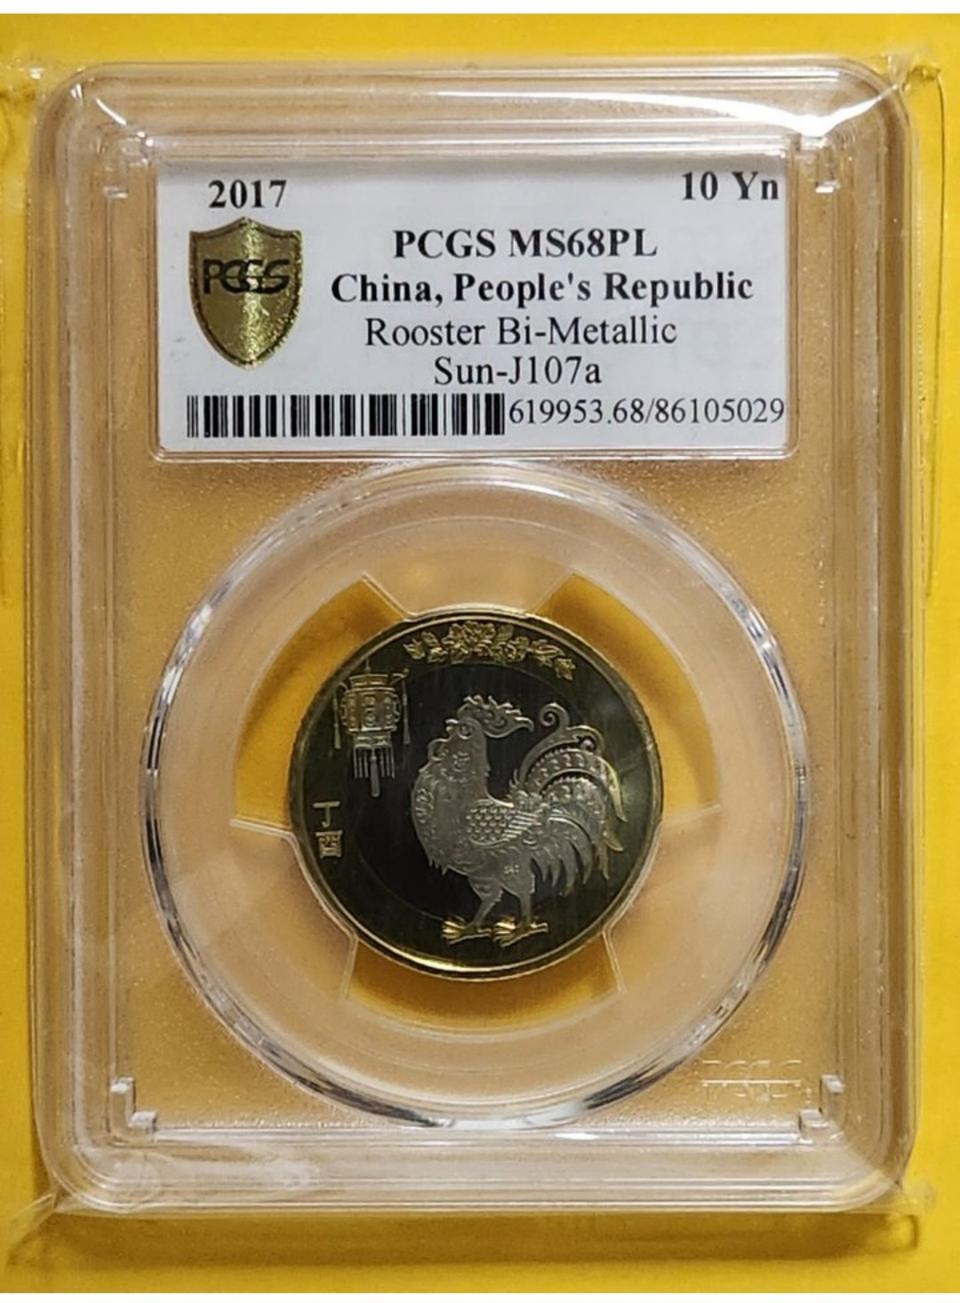 2017
10 Yn
PCGS
PCGS MS68PL
China, People's Republic
Rooster Bi-Metallic
Sun-J107a
619953.68/86105029
丁
酉
PCGS